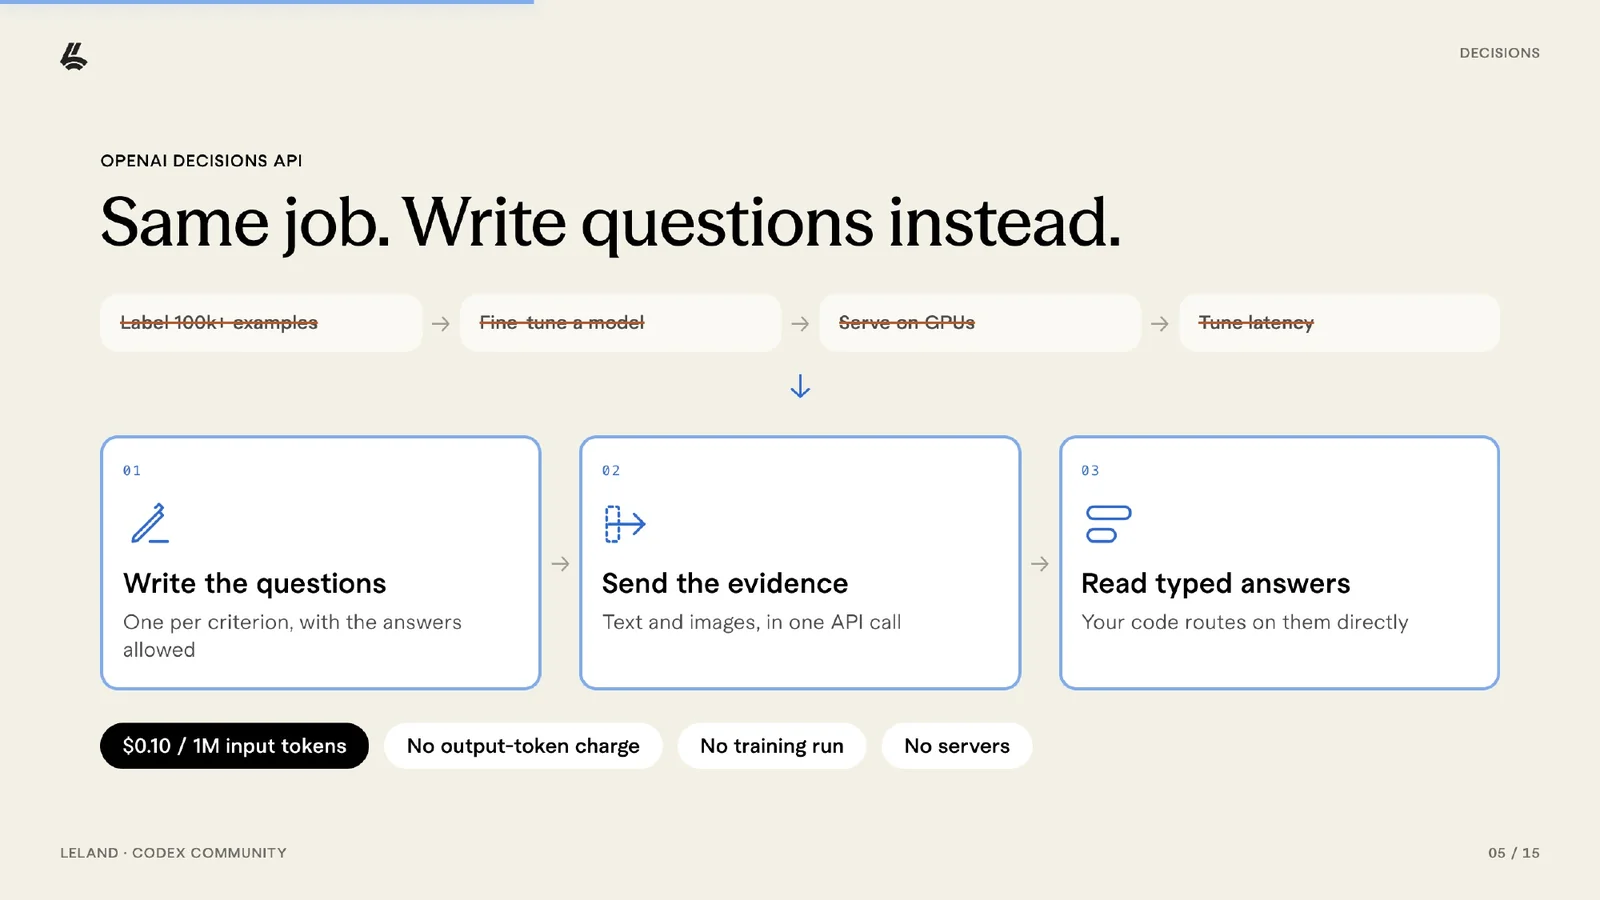 DECISIONS
OPENAI DECISIONS API
Same job. Write questions instead.
Label 100k+ examples → Fine-tune a model → Serve on GPUs → Tune latency
↓
01
Write the questions
One per criterion, with the answers
allowed
→
02
Send the evidence
Text and images, in one API call
→
03
Read typed answers
Your code routes on them directly
$0.10 / 1M input tokens
No output-token charge
No training run
No servers
LELAND · CODEX COMMUNITY
05 / 15